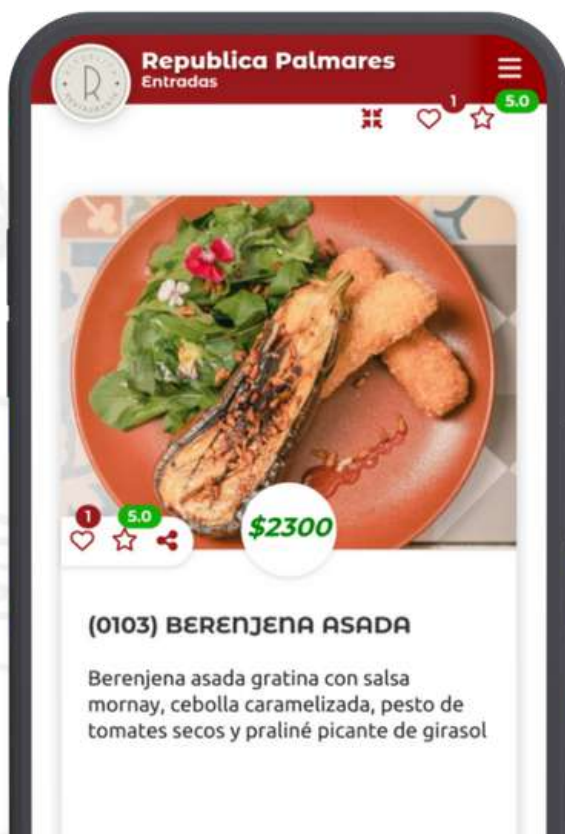 Republica Palmares
Entradas
1
5.0
R
1
5.0
$2300
(0103) BERENJENA ASADA
Berenjena asada gratina con salsa
mornay, cebolla caramelizada, pesto de
tomates secos y praliné picante de girasol